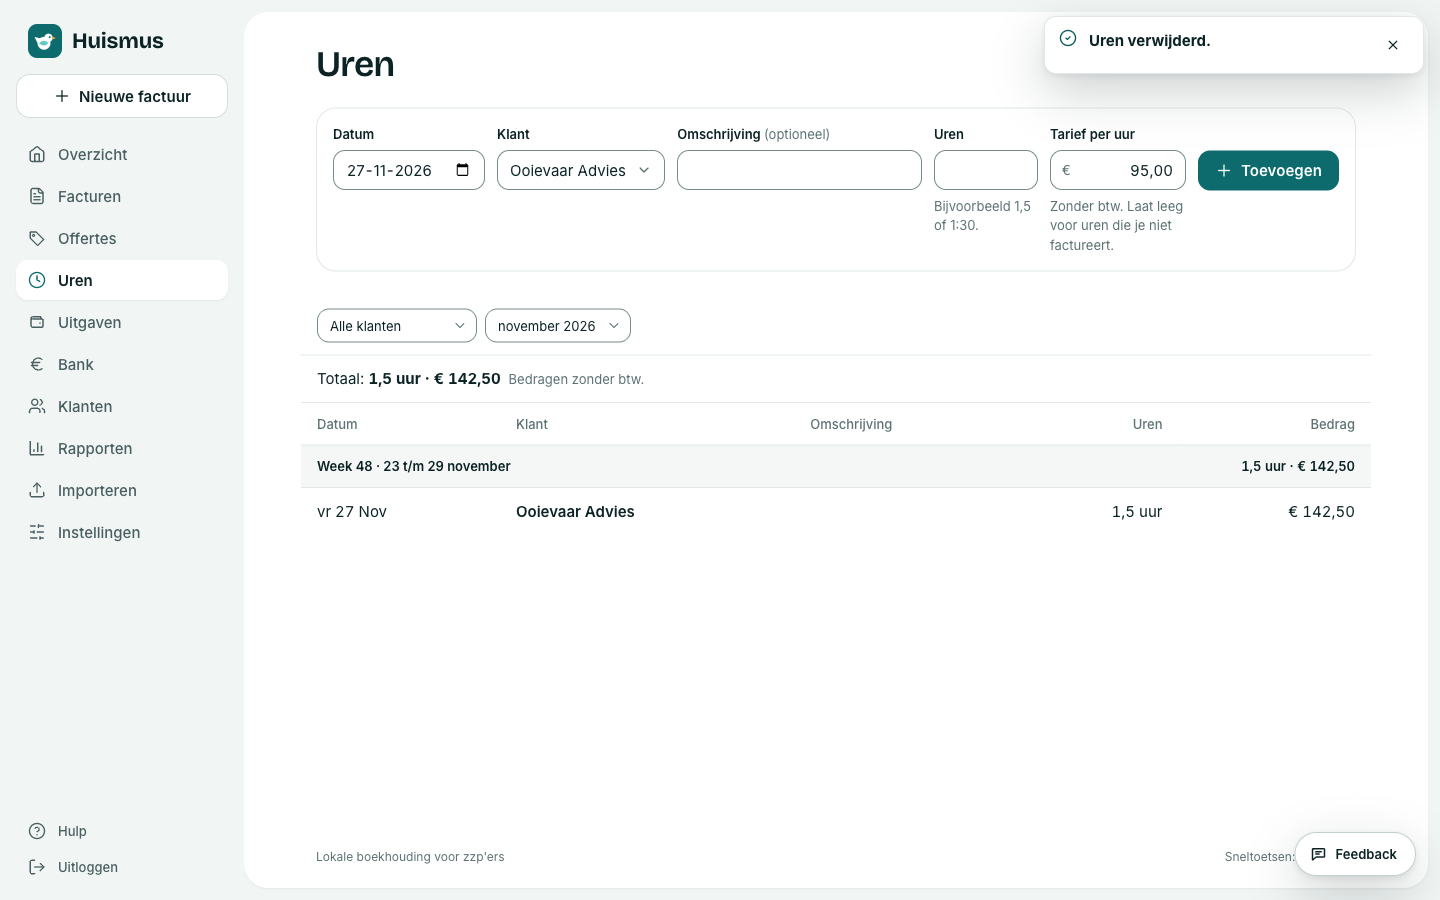 Huismus
Nieuwe factuur
Overzicht
Facturen
Offertes
Uren
Uitgaven
Bank
Klanten
Rapporten
Importeren
Instellingen
Hulp
Uitloggen
Uren
Uren verwijderd.
Datum
Klant
Omschrijving (optioneel)
Uren
Tarief per uur
27-11-2026
Ooievaar Advies
€ 95,00
Toevoegen
Bijvoorbeeld 1,5
of 1:30.
Zonder btw. Laat leeg
voor uren die je niet
factureert.
Alle klanten
november 2026
Totaal: 1,5 uur · € 142,50 Bedragen zonder btw.
Datum Klant Omschrijving Uren Bedrag
Week 48 · 23 t/m 29 november 1,5 uur · € 142,50
vr 27 Nov Ooievaar Advies 1,5 uur € 142,50
Lokale boekhouding voor zzp'ers
Sneltoetsen:
Feedback